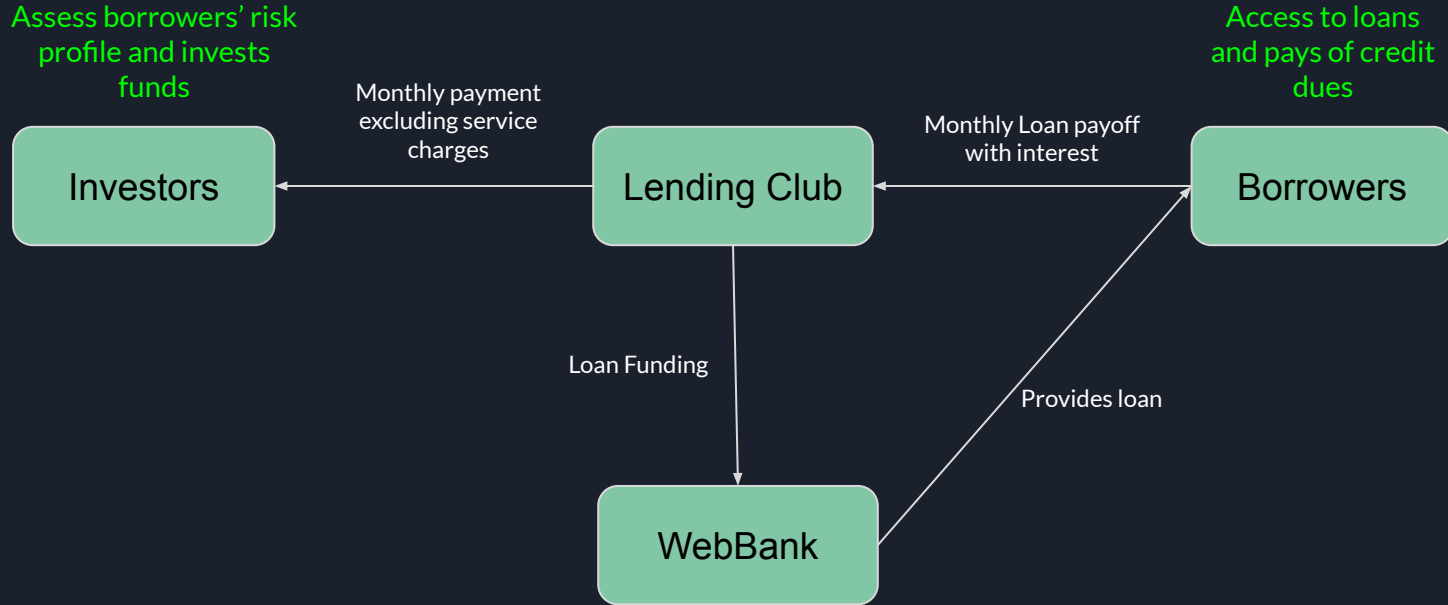 Assess borrowers’ risk
profile and invests
funds
Access to loans
and pays of credit
dues
Monthly payment
excluding service
charges
Monthly Loan payoff
with interest
Investors
Lending Club
Borrowers
Loan Funding
Provides loan
WebBank